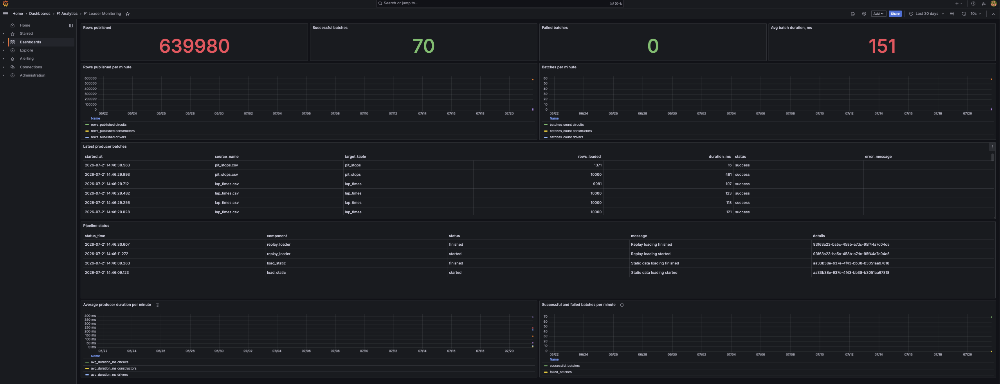 Search or jump to...
⌘+k
Home › Dashboards › F1 Analytics › F1 Loader Monitoring
Add
Share
Last 30 days
10s
Home
Starred
Dashboards
Explore
Alerting
Connections
Administration
Rows published
639980
Successful batches
70
Failed batches
0
Avg batch duration, ms
151
Rows published per minute
600000
500000
400000
300000
200000
100000
0
06/22 06/24 06/26 06/28 06/30 07/02 07/04 07/06 07/08 07/10 07/12 07/14 07/16 07/18 07/20
Name
rows_published circuits
rows_published constructors
rows_published drivers
Batches per minute
60
50
40
30
20
10
0
06/22 06/24 06/26 06/28 06/30 07/02 07/04 07/06 07/08 07/10 07/12 07/14 07/16 07/18 07/20
Name
batches_count circuits
batches_count constructors
batches_count drivers
Latest producer batches
started_at source_name target_table rows_loaded duration_ms status error_message
2026-07-21 14:46:30.583 pit_stops.csv pit_stops 1371 16 success
2026-07-21 14:46:29.993 pit_stops.csv pit_stops 10000 481 success
2026-07-21 14:46:29.712 lap_times.csv lap_times 9081 107 success
2026-07-21 14:46:29.482 lap_times.csv lap_times 10000 123 success
2026-07-21 14:46:29.256 lap_times.csv lap_times 10000 118 success
2026-07-21 14:46:29.028 lap_times.csv lap_times 10000 121 success
Pipeline status
status_time component status message details
2026-07-21 14:46:30.607 replay_loader finished Replay loading finished 93f63a23-ba5c-458b-a7dc-95f44a7c04c5
2026-07-21 14:46:11.272 replay_loader started Replay loading started 93f63a23-ba5c-458b-a7dc-95f44a7c04c5
2026-07-21 14:46:09.283 load_static finished Static data loading finished aa33b38e-637e-4f43-bb38-b3051aa67818
2026-07-21 14:46:09.123 load_static started Static data loading started aa33b38e-637e-4f43-bb38-b3051aa67818
Average producer duration per minute
400 ms
350 ms
300 ms
250 ms
200 ms
150 ms
100 ms
50 ms
0 ms
06/22 06/24 06/26 06/28 06/30 07/02 07/04 07/06 07/08 07/10 07/12 07/14 07/16 07/18 07/20
Name
avg_duration_ms circuits
avg_duration_ms constructors
avg_duration_ms drivers
Successful and failed batches per minute
70
60
50
40
30
20
10
0
06/22 06/24 06/26 06/28 06/30 07/02 07/04 07/06 07/08 07/10 07/12 07/14 07/16 07/18 07/20
Name
successful_batches
failed_batches